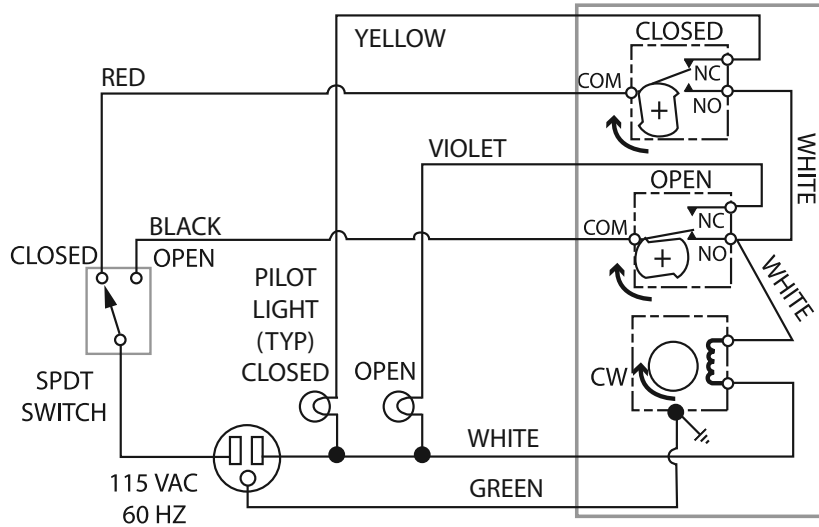 YELLOW
CLOSED
RED
COM
NC
NO
WHITE
VIOLET
OPEN
BLACK
CLOSED
OPEN
COM
NC
NO
WHITE
PILOT
LIGHT
(TYP)
CLOSED
OPEN
SPDT
SWITCH
CW
WHITE
115 VAC
60 HZ
GREEN